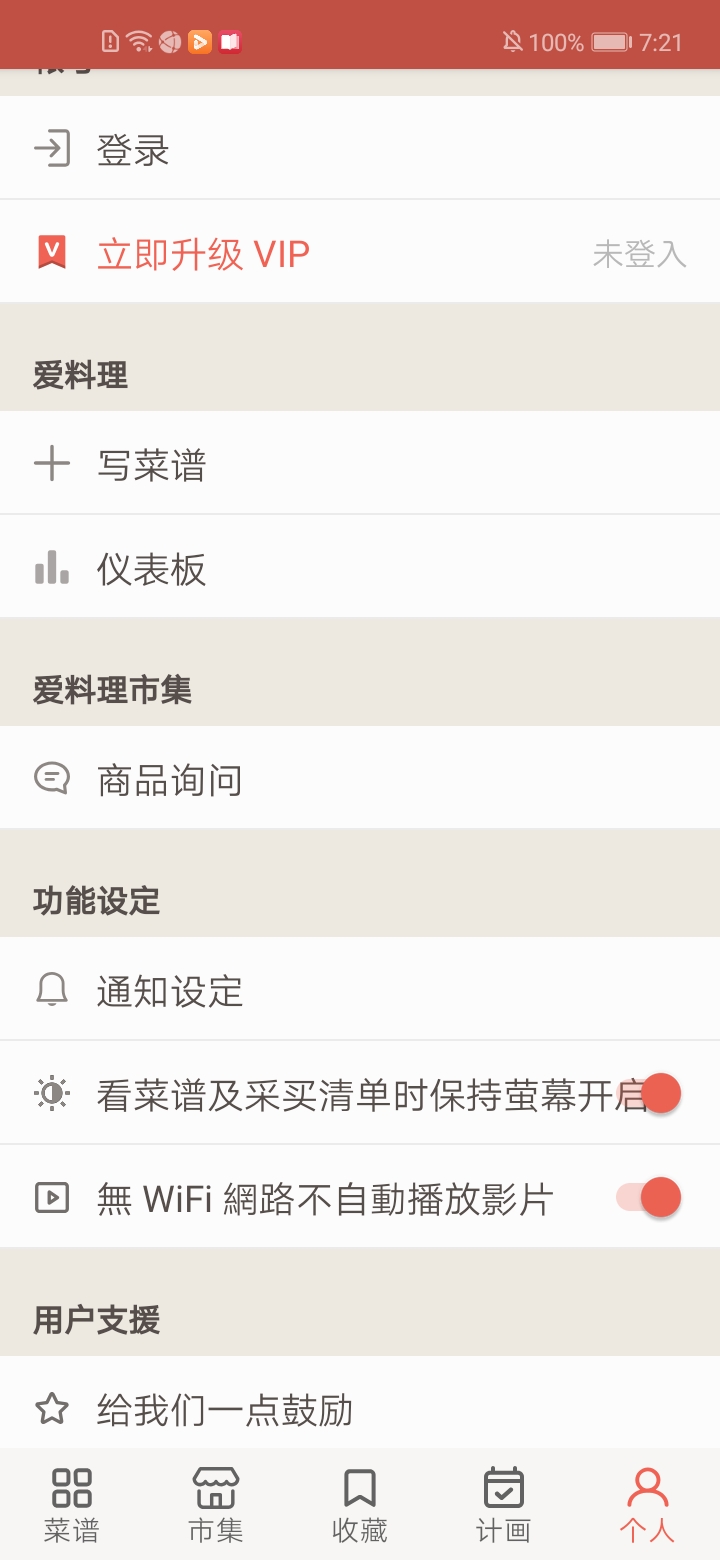 100% 7:21
登录
立即升级 VIP 未登入
爱料理
写菜谱
仪表板
爱料理市集
商品询问
功能设定
通知设定
看菜谱及采买清单时保持萤幕开启
無 WiFi 網路不自動播放影片
用户支援
给我们一点鼓励
菜谱 市集 收藏 计画 个人